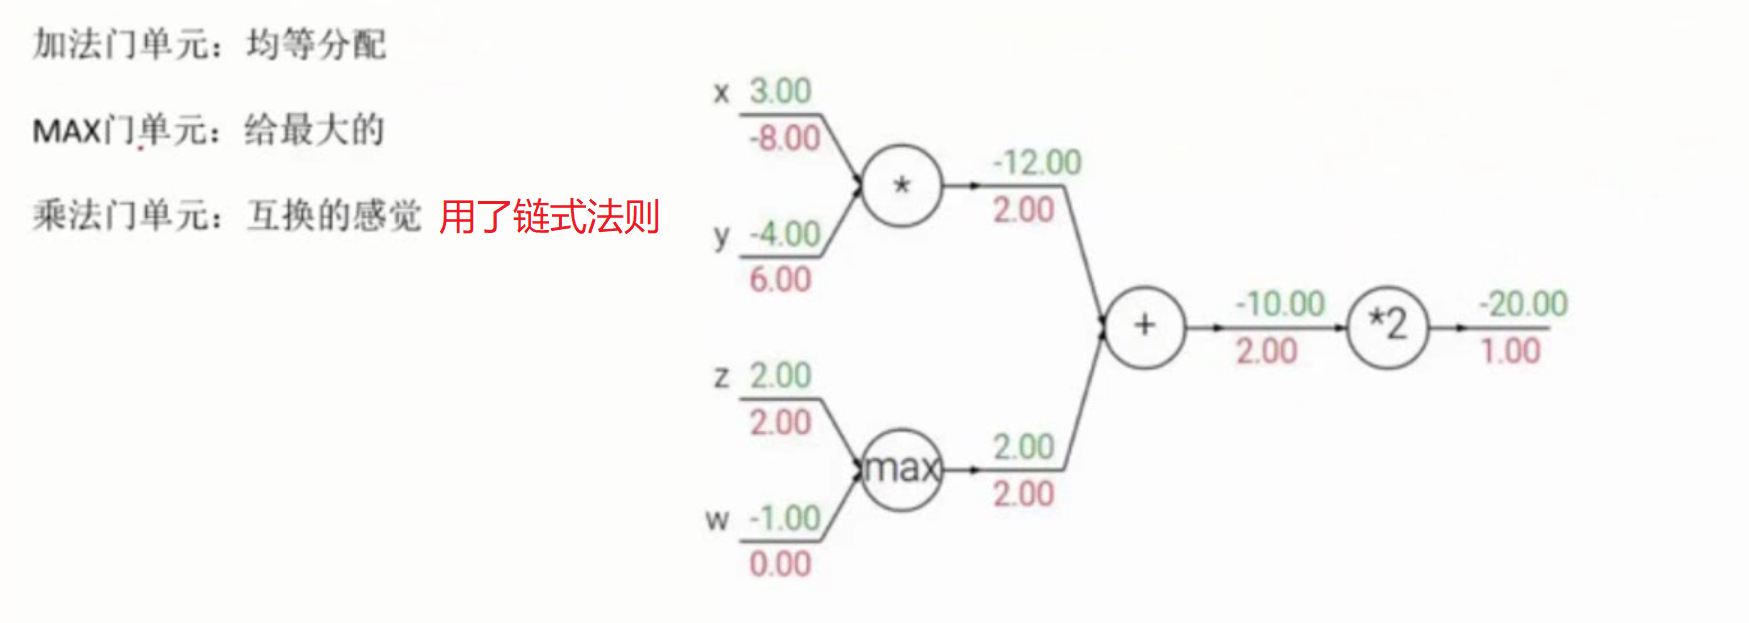 加法门单元：均等分配
MAX门单元：给最大的
乘法门单元：互换的感觉 用了链式法则
x 3.00
-8.00
*
-12.00
2.00
y -4.00
6.00
+
-10.00
2.00
*2
-20.00
1.00
z 2.00
2.00
max
2.00
2.00
w -1.00
0.00